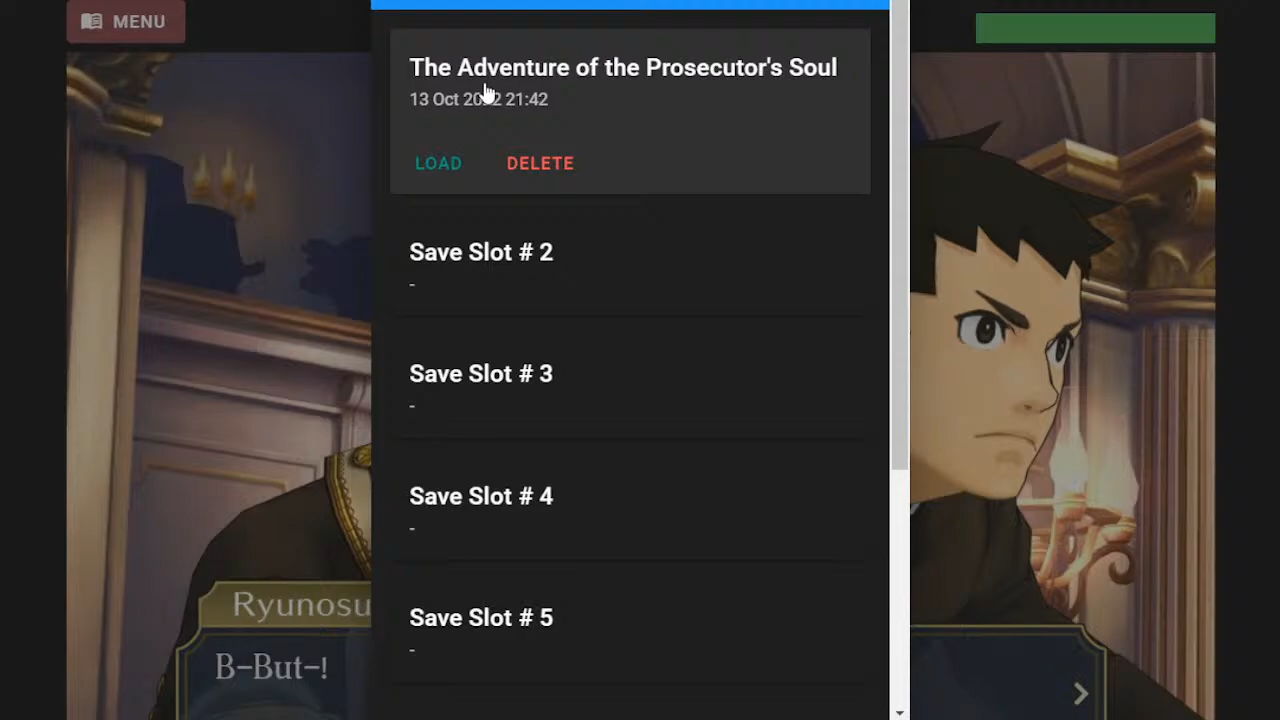 MENU
The Adventure of the Prosecutor's Soul
13 Oct 21:42
LOAD DELETE
Save Slot # 2
-
Save Slot # 3
-
Save Slot # 4
-
Save Slot # 5
-
Ryunosu
B-But-!